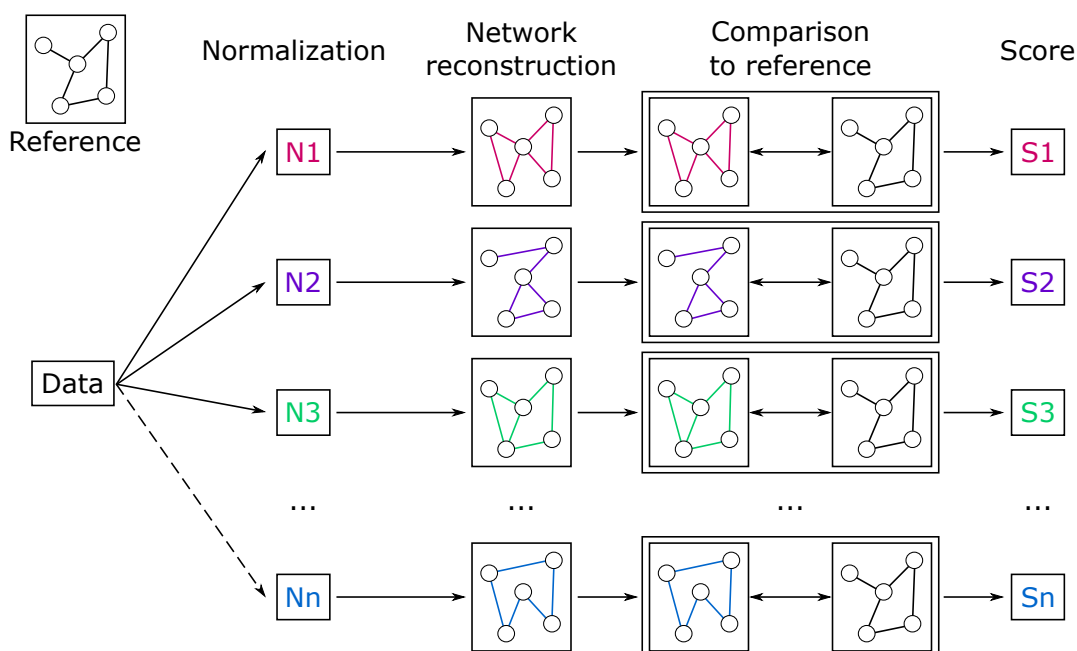 Normalization
Network
reconstruction
Comparison
to reference
Score
Reference
N1
S1
N2
S2
Data
N3
S3
...
...
...
...
Nn
Sn